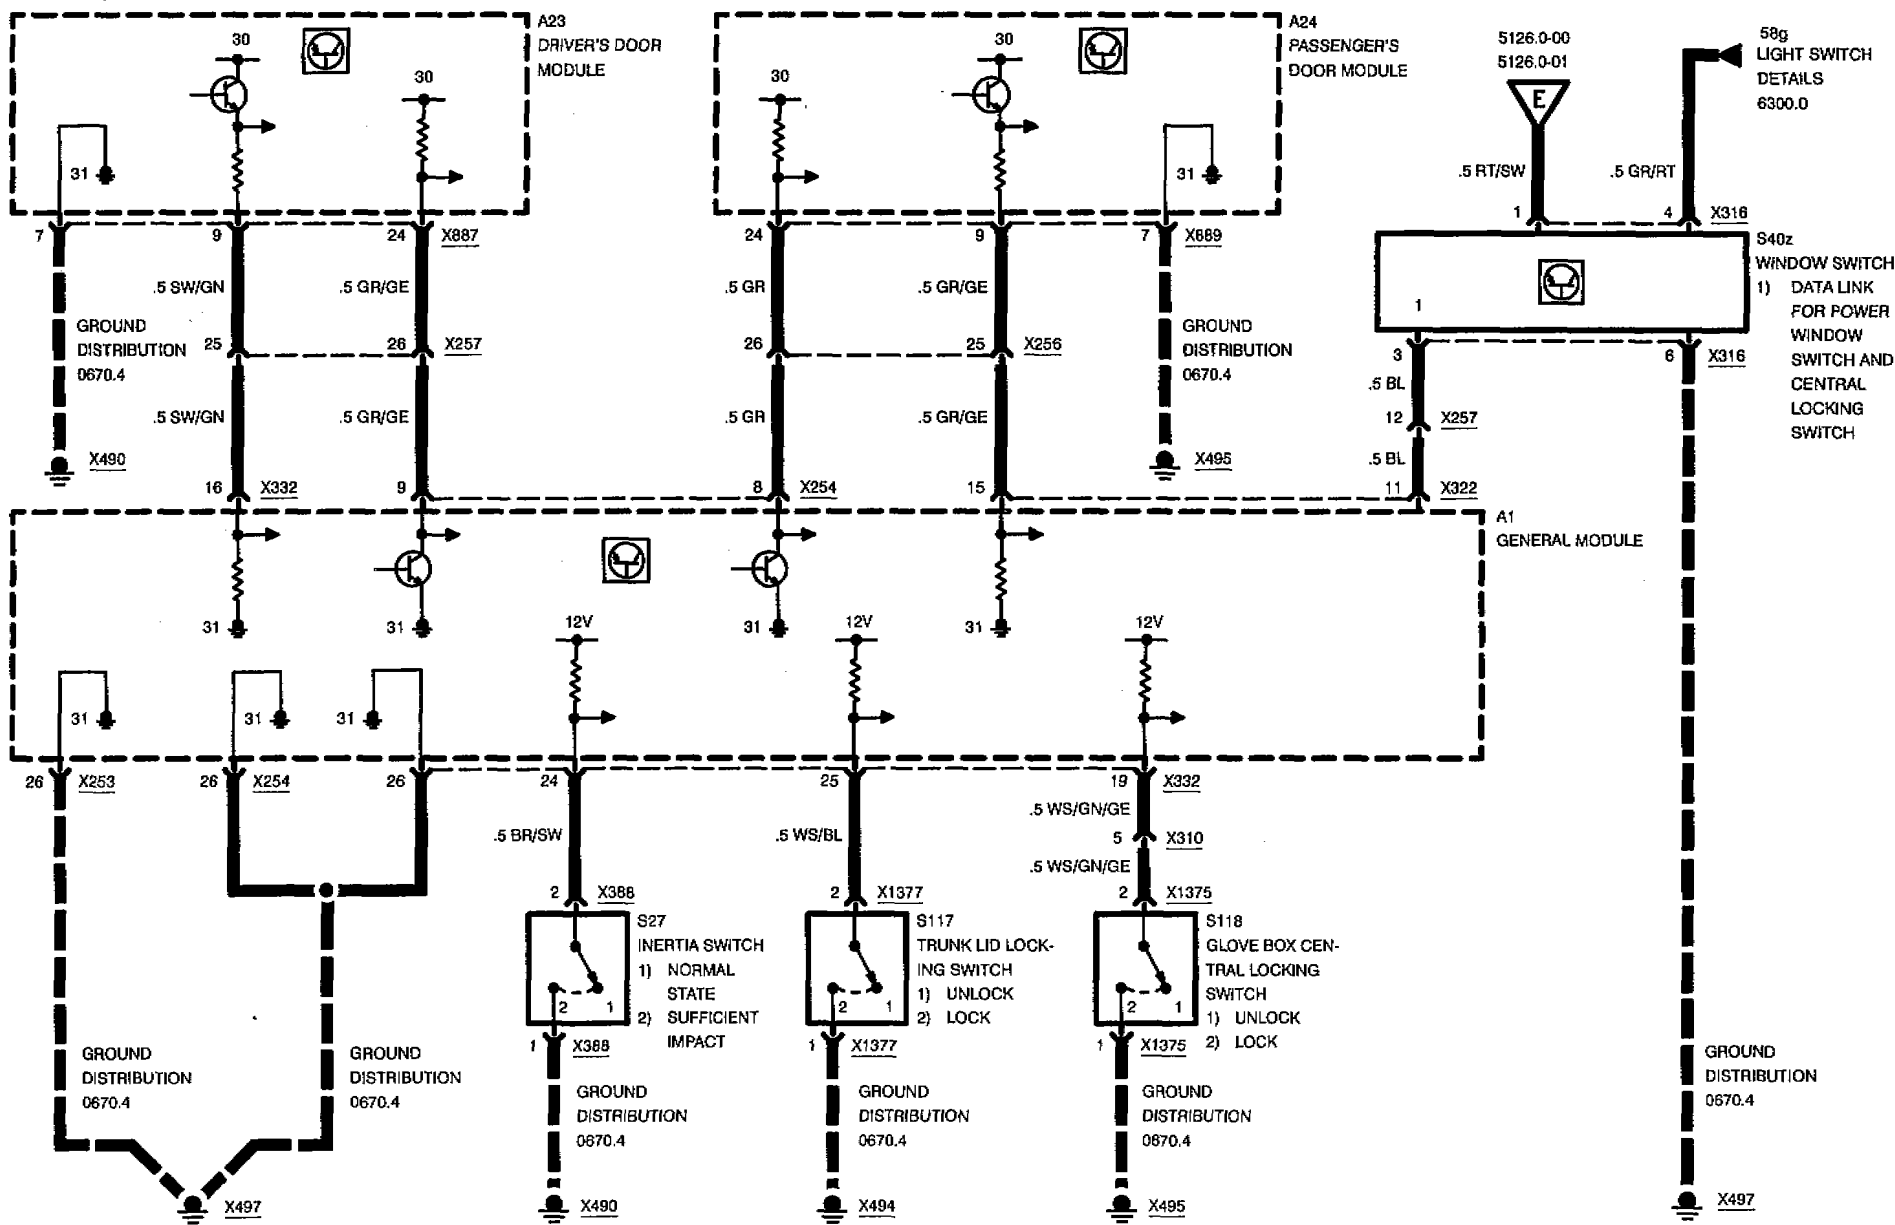 A23
DRIVER'S DOOR
MODULE
30
30
31
A24
PASSENGER'S
DOOR MODULE
30
30
31
5126.0-00
5126.0-01
E
58g
LIGHT SWITCH
DETAILS
6300.0
.5 RT/SW
.5 GR/RT
1
4
X316
7
9
24
X887
24
9
7
X889
S40z
WINDOW SWITCH
1) DATA LINK
FOR POWER
WINDOW
SWITCH AND
CENTRAL
LOCKING
SWITCH
1
.5 SW/GN
.5 GR/GE
.5 GR
.5 GR/GE
GROUND
DISTRIBUTION
0670.4
GROUND
DISTRIBUTION
0670.4
25
26
X257
26
25
X256
3
6
X316
.5 BL
12
X257
.5 SW/GN
.5 GR/GE
.5 GR
.5 GR/GE
.5 BL
X490
X495
16
X332
9
8
X254
15
11
X322
A1
GENERAL MODULE
31
31
31
31
12V
12V
12V
31
31
31
26
X253
26
X254
26
24
25
19
X332
.5 BR/SW
.5 WS/BL
.5 WS/GN/GE
5
X310
.5 WS/GN/GE
2
X388
2
X1377
2
X1375
S27
INERTIA SWITCH
1) NORMAL
STATE
2) SUFFICIENT
IMPACT
2
1
S117
TRUNK LID LOCK-
ING SWITCH
1) UNLOCK
2) LOCK
2
1
S118
GLOVE BOX CEN-
TRAL LOCKING
SWITCH
1) UNLOCK
2) LOCK
2
1
1
X388
1
X1377
1
X1375
GROUND
DISTRIBUTION
0670.4
GROUND
DISTRIBUTION
0670.4
GROUND
DISTRIBUTION
0670.4
GROUND
DISTRIBUTION
0670.4
GROUND
DISTRIBUTION
0670.4
GROUND
DISTRIBUTION
0670.4
X497
X490
X494
X495
X497